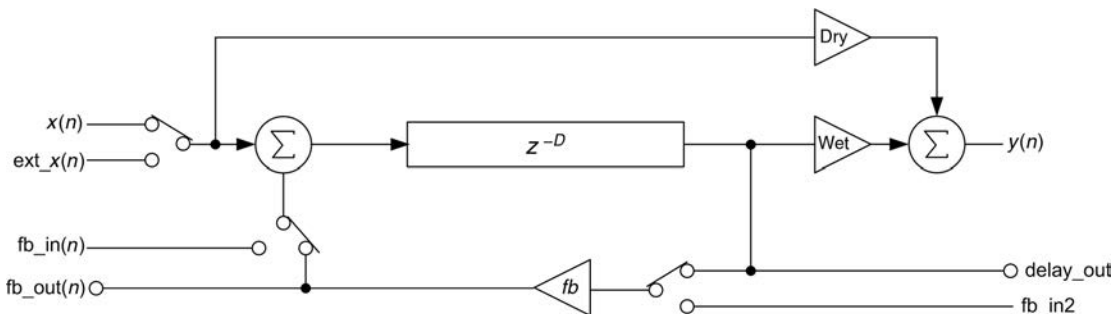 Dry
x(n)
ext_x(n)
Σ
z⁻ᴰ
Wet
Σ
y(n)
fb_in(n)
fb_out(n)
fb
delay_out
fb_in2